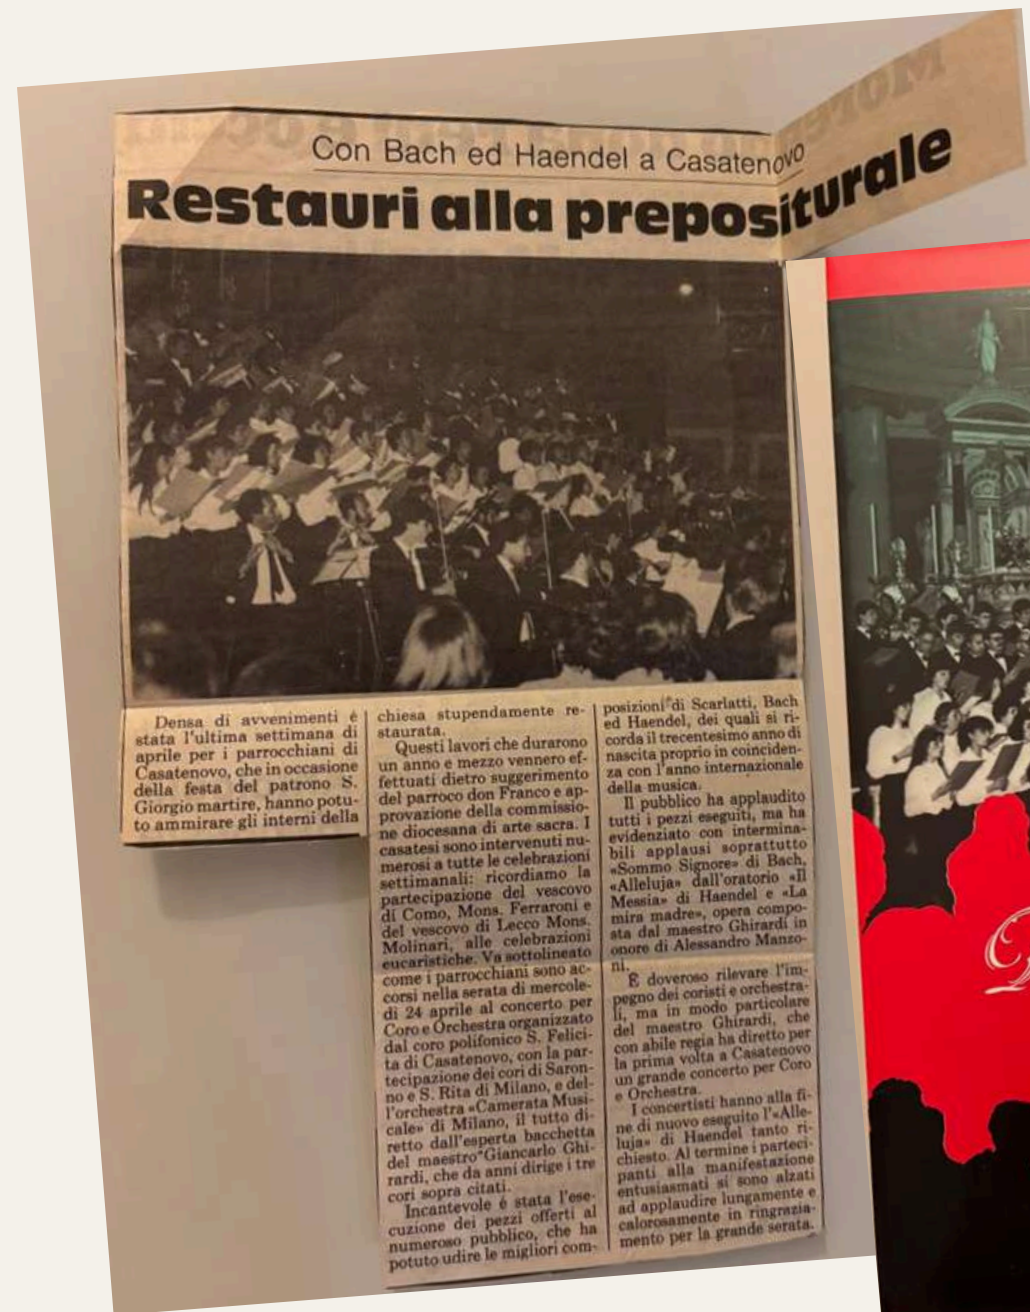 Con Bach ed Haendel a Casatenovo
Restauri alla prepositurale
Densa di avvenimenti é
stata l'ultima settimana di
aprile per i parrocchiani di
Casatenovo, che in occasione
della festa del patrono S.
Giorgio martire, hanno potu-
to ammirare gli interni della
chiesa stupendamente re-
staurata.
Questi lavori che durarono
un anno e mezzo vennero ef-
fettuati dietro suggerimento
del parroco don Franco e ap-
provazione della commissio-
ne diocesana di arte sacra. I
casatesi sono intervenuti nu-
merosi a tutte le celebrazioni
settimanali: ricordiamo la
partecipazione del vescovo
di Como, Mons. Ferraroni e
del vescovo di Lecco Mons.
Molinari, alle celebrazioni
eucaristiche. Va sottolineato
come i parrocchiani sono ac-
corsi nella serata di mercole-
dì 24 aprile al concerto per
Coro e Orchestra organizzato
dal coro polifonico S. Felici-
ta di Casatenovo, con la par-
tecipazione dei cori di Saron-
no e S. Rita di Milano, e del-
l'orchestra «Camerata Musi-
cale» di Milano, il tutto di-
retto dall'esperta bacchetta
del maestro Giancarlo Ghi-
rardi, che da anni dirige i tre
cori sopra citati.
Incantevole é stata l'ese-
cuzione dei pezzi offerti al
numeroso pubblico, che ha
potuto udire le migliori com-
posizioni di Scarlatti, Bach
ed Haendel, dei quali si ri-
corda il trecentesimo anno di
nascita proprio in coinciden-
za con l'anno internazionale
della musica.
Il pubblico ha applaudito
tutti i pezzi eseguiti, ma ha
evidenziato con intermina-
bili applausi soprattutto
«Sommo Signore» di Bach,
«Alleluja» dall'oratorio «Il
Messia» di Haendel e «La
mira madre», opera compo-
sta dal maestro Ghirardi in
onore di Alessandro Manzo-
ni.
È doveroso rilevare l'im-
pegno dei coristi e orchestra-
li, ma in modo particolare
del maestro Ghirardi, che
con abile regia ha diretto per
la prima volta a Casatenovo
un grande concerto per Coro
e Orchestra.
I concertisti hanno alla fi-
ne di nuovo eseguito l'«Alle-
luja» di Haendel tanto ri-
chiesto. Al termine i parteci-
panti alla manifestazione
entusiasmati si sono alzati
ad applaudire lungamente e
calorosamente in ringrazia-
mento per la grande serata.